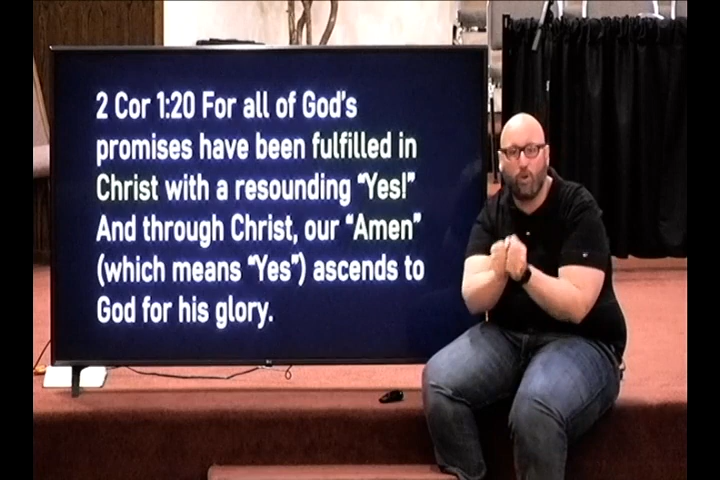 2 Cor 1:20 For all of God's
promises have been fulfilled in
Christ with a resounding “Yes!”
And through Christ, our “Amen”
(which means “Yes”) ascends to
God for his glory.